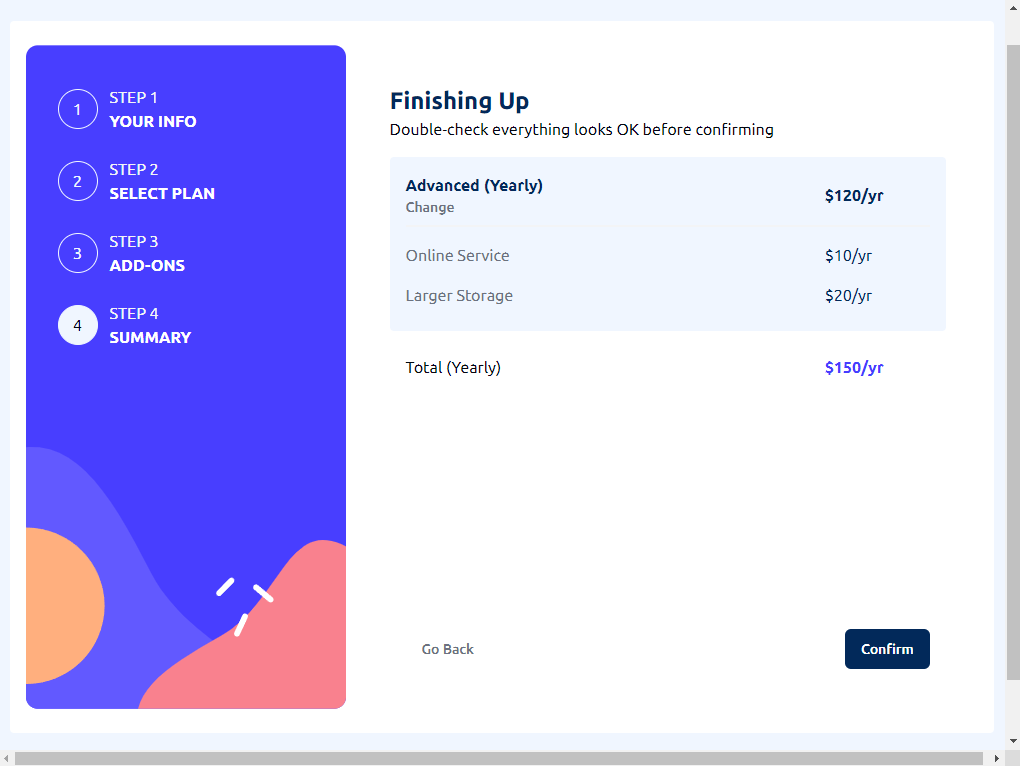 1
STEP 1
YOUR INFO
2
STEP 2
SELECT PLAN
3
STEP 3
ADD-ONS
4
STEP 4
SUMMARY
Finishing Up
Double-check everything looks OK before confirming
Advanced (Yearly)
Change
$120/yr
Online Service
$10/yr
Larger Storage
$20/yr
Total (Yearly)
$150/yr
Go Back
Confirm